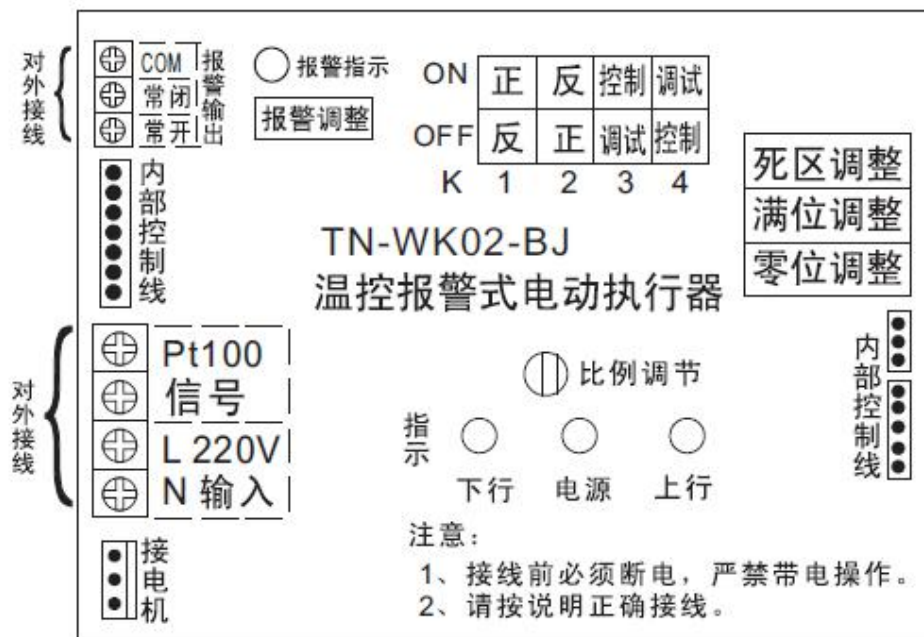 对外接线
COM
常闭
常开
报警输出
报警指示
报警调整
ON 正 反 控制 调试
OFF 反 正 调试 控制
K 1 2 3 4
死区调整
满位调整
零位调整
内部控制线
TN-WK02-BJ
温控报警式电动执行器
对外接线
Pt100
信号
L 220V
N 输入
比例调节
指示
下行 电源 上行
内部控制线
接电机
注意：
1、接线前必须断电，严禁带电操作。
2、请按说明正确接线。